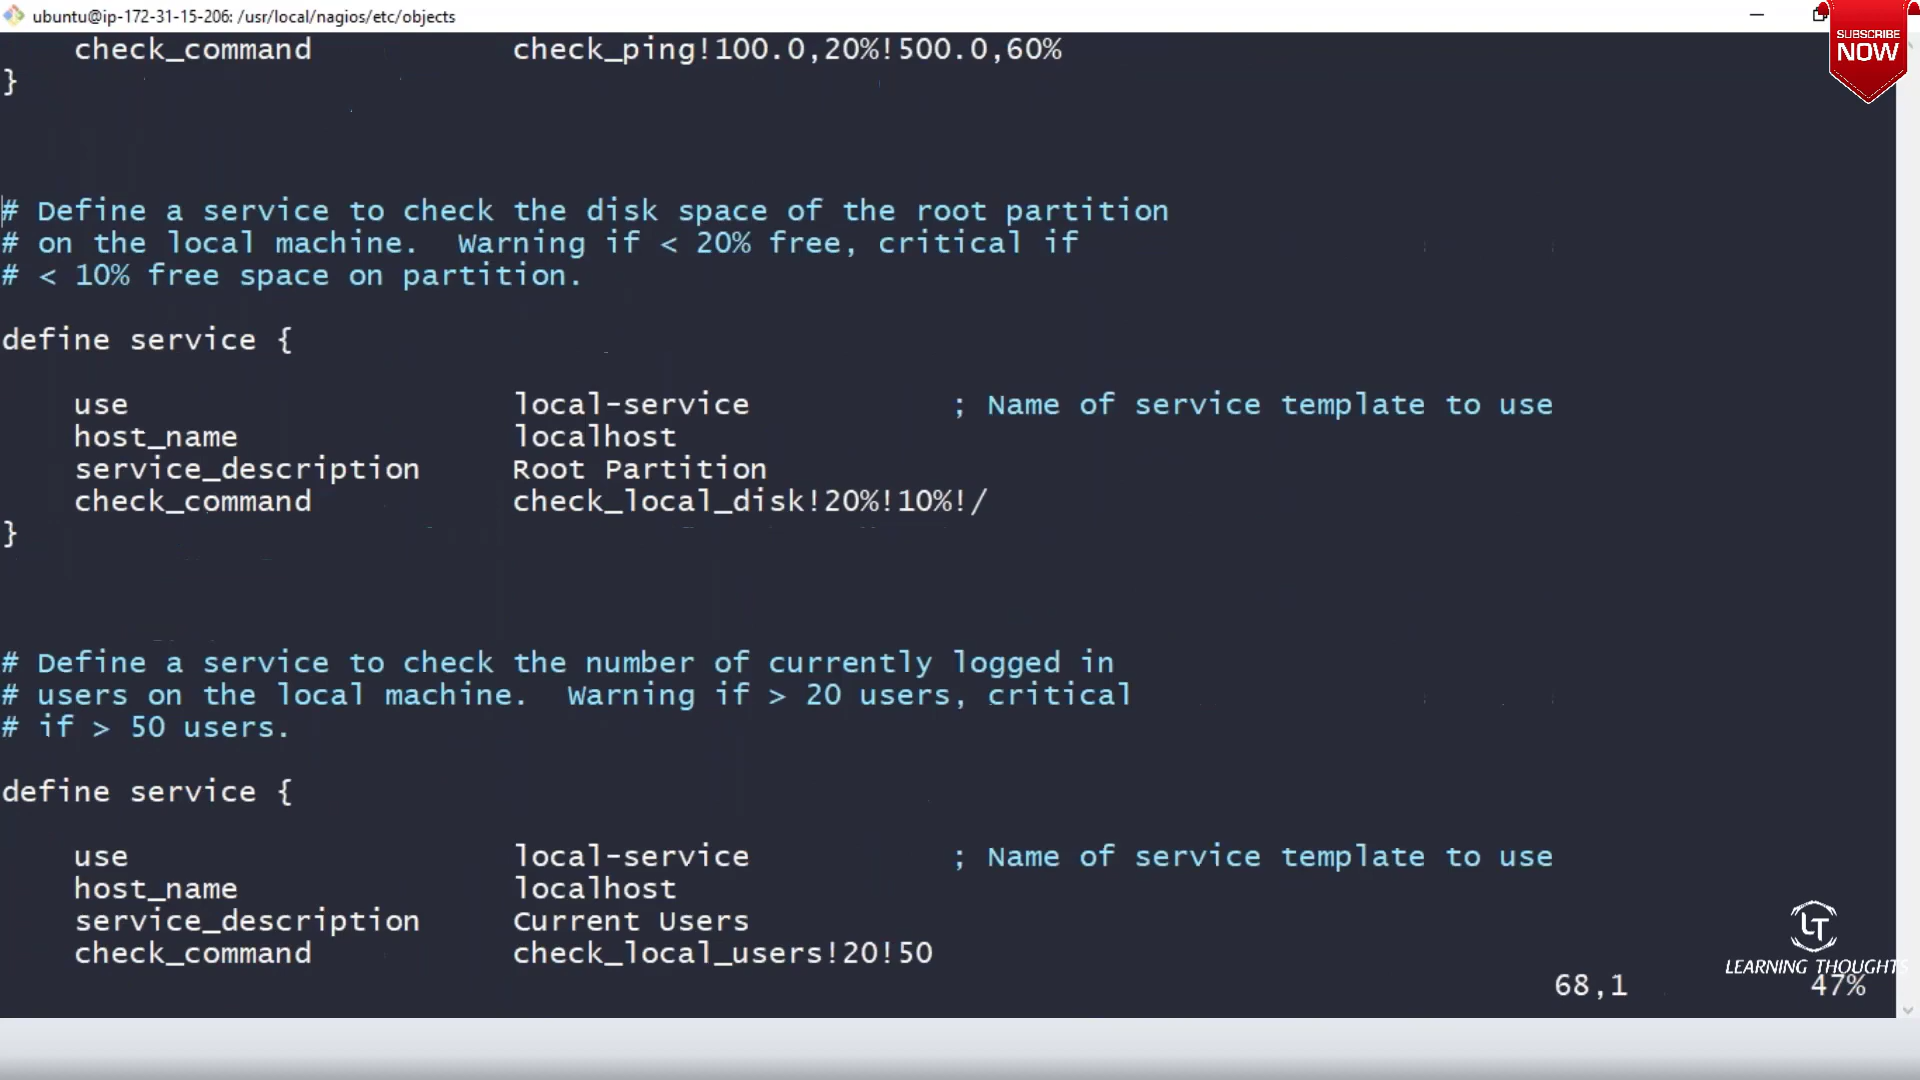 ubuntu@ip-172-31-15-206: /usr/local/nagios/etc/objects
SUBSCRIBE
NOW
    check_command           check_ping!100.0,20%!500.0,60%
}
# Define a service to check the disk space of the root partition
# on the local machine.  Warning if < 20% free, critical if
# < 10% free space on partition.
define service {
    use                     local-service           ; Name of service template to use
    host_name               localhost
    service_description     Root Partition
    check_command           check_local_disk!20%!10%!/
}
# Define a service to check the number of currently logged in
# users on the local machine.  Warning if > 20 users, critical
# if > 50 users.
define service {
    use                     local-service           ; Name of service template to use
    host_name               localhost
    service_description     Current Users
    check_command           check_local_users!20!50
LT
LEARNING THOUGHTS
68,1          47%